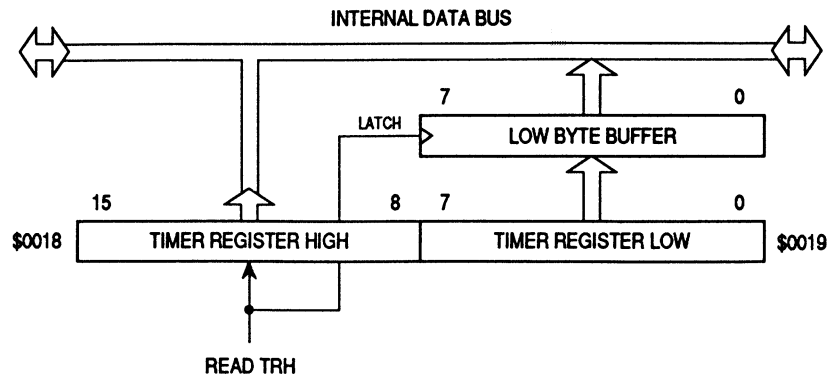 INTERNAL DATA BUS
7 0
LATCH
LOW BYTE BUFFER
15 8 7 0
$0018 TIMER REGISTER HIGH TIMER REGISTER LOW $0019
READ TRH